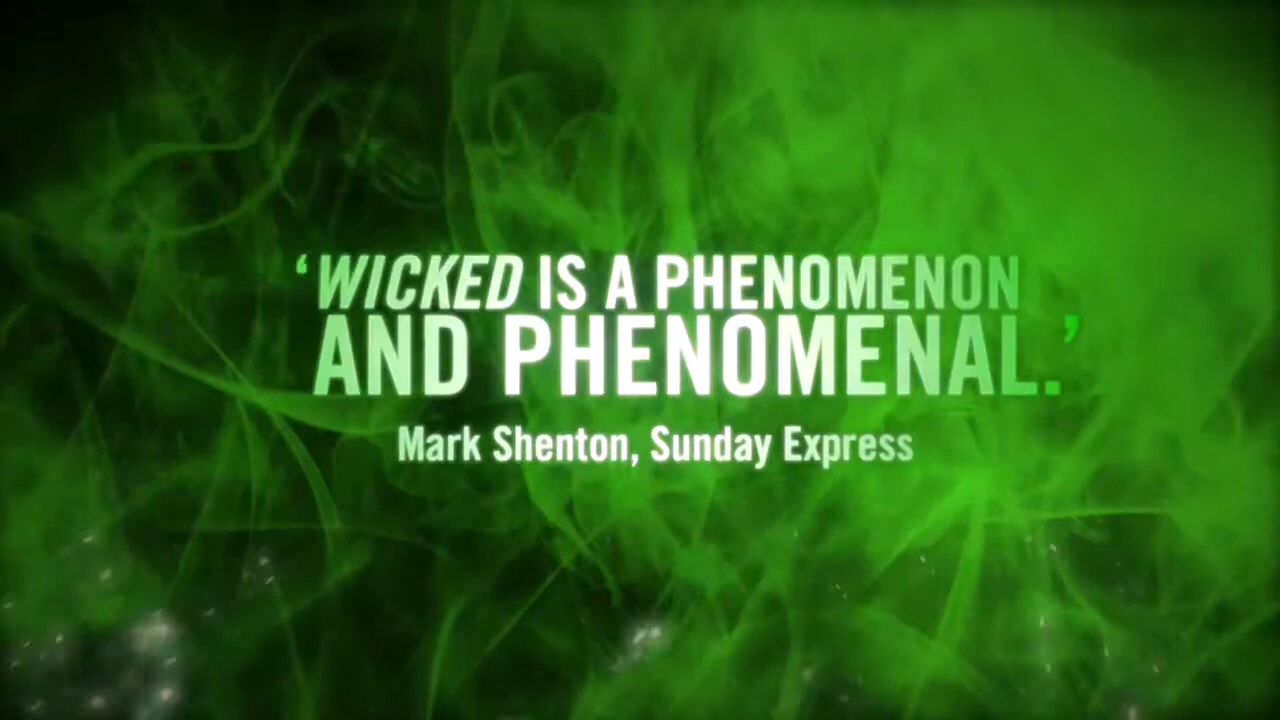 ‘WICKED IS A PHENOMENON
AND PHENOMENAL.’
Mark Shenton, Sunday Express